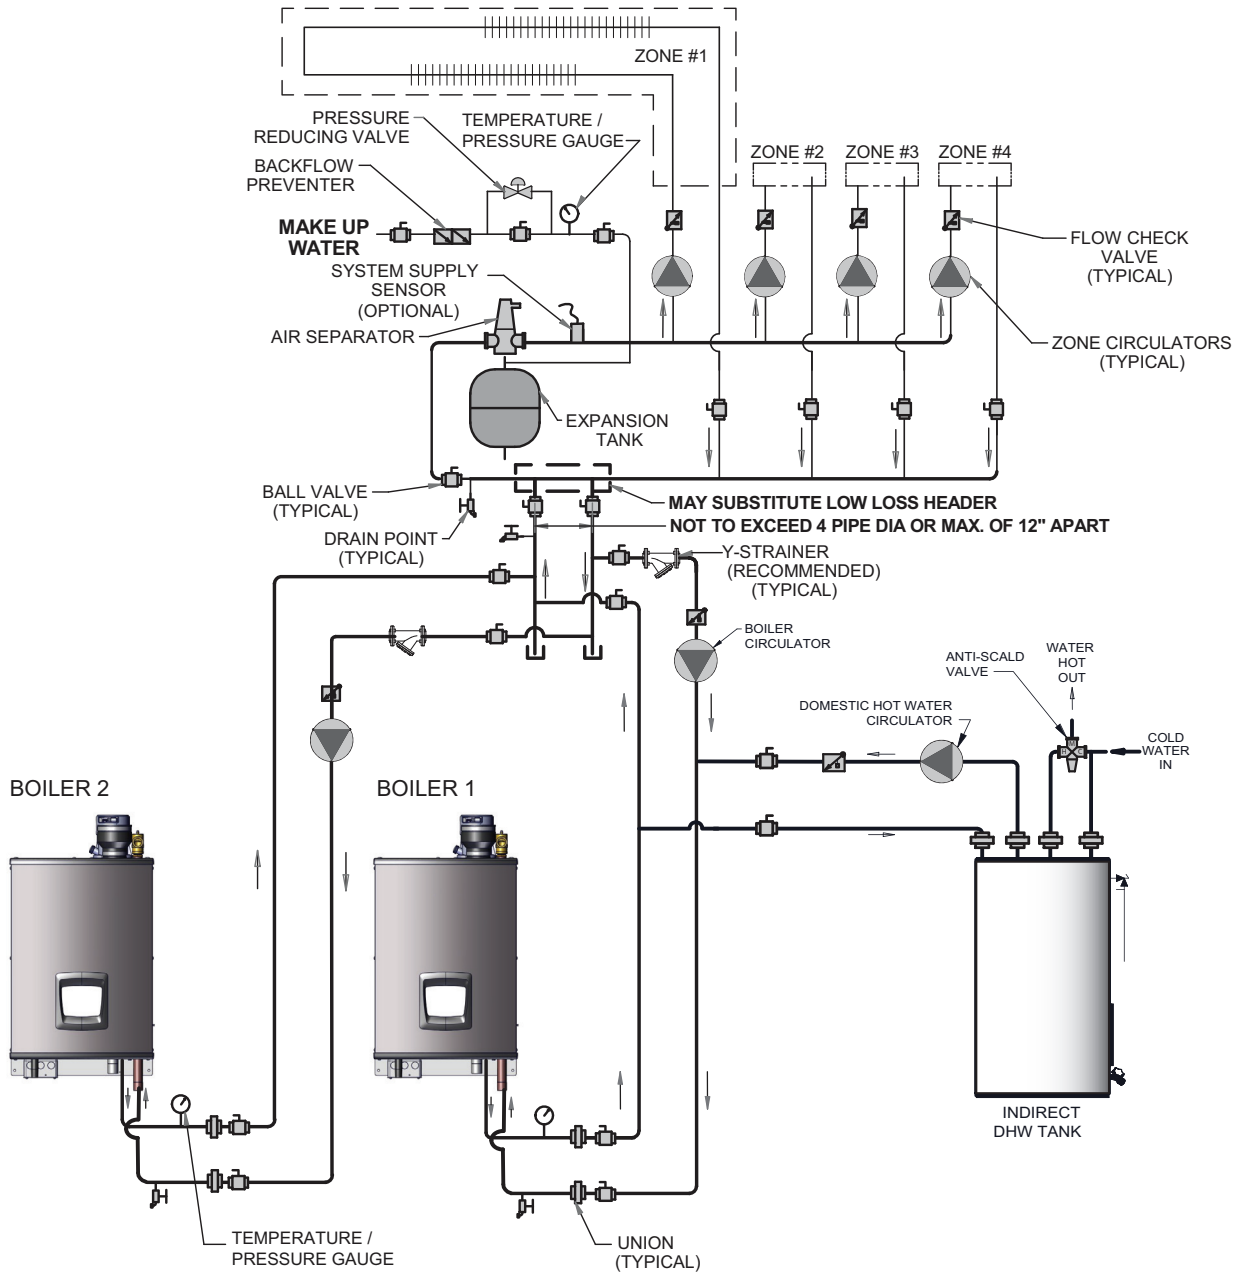 ZONE #1
PRESSURE
REDUCING VALVE
TEMPERATURE /
PRESSURE GAUGE
BACKFLOW
PREVENTER
ZONE #2
ZONE #3
ZONE #4
MAKE UP
WATER
FLOW CHECK
VALVE
(TYPICAL)
SYSTEM SUPPLY
SENSOR
(OPTIONAL)
AIR SEPARATOR
ZONE CIRCULATORS
(TYPICAL)
EXPANSION
TANK
BALL VALVE
(TYPICAL)
MAY SUBSTITUTE LOW LOSS HEADER
NOT TO EXCEED 4 PIPE DIA OR MAX. OF 12" APART
DRAIN POINT
(TYPICAL)
Y-STRAINER
(RECOMMENDED)
(TYPICAL)
BOILER
CIRCULATOR
ANTI-SCALD
VALVE
WATER
HOT
OUT
DOMESTIC HOT WATER
CIRCULATOR
M
H C
COLD
WATER
IN
BOILER 2
BOILER 1
INDIRECT
DHW TANK
TEMPERATURE /
PRESSURE GAUGE
UNION
(TYPICAL)